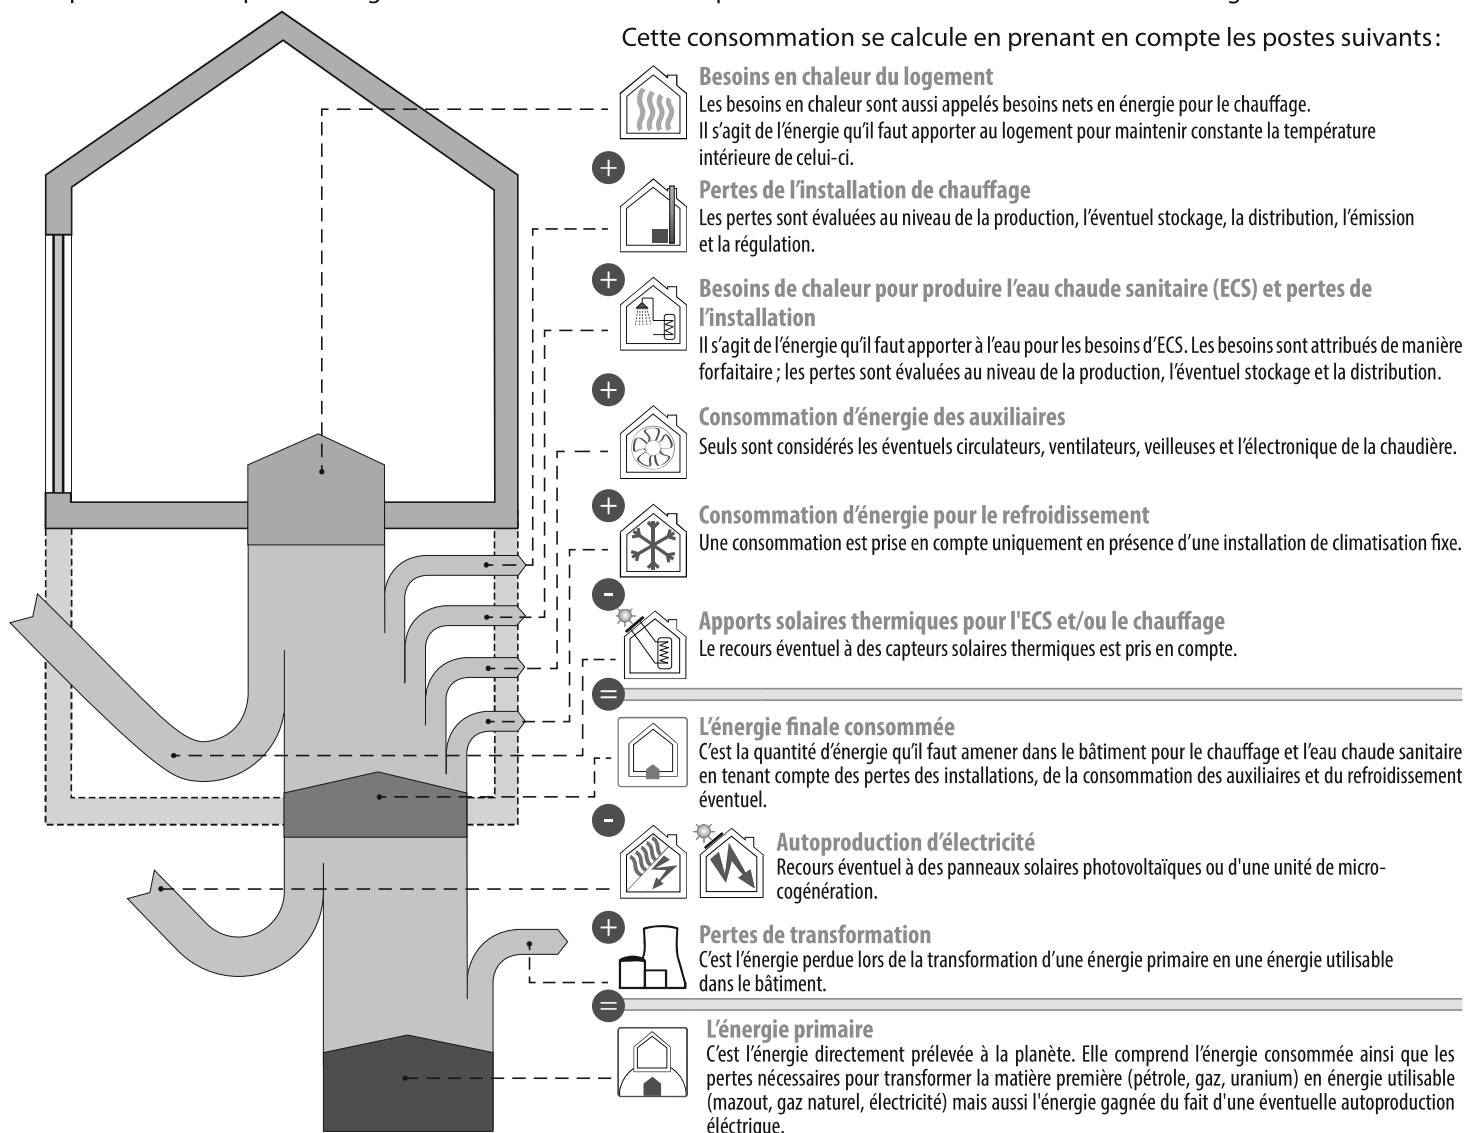 Cette consommation se calcule en prenant en compte les postes suivants :
Besoins en chaleur du logement
Les besoins en chaleur sont aussi appelés besoins nets en énergie pour le chauffage.
Il s'agit de l'énergie qu'il faut apporter au logement pour maintenir constante la température
intérieure de celui-ci.
+
Pertes de l'installation de chauffage
Les pertes sont évaluées au niveau de la production, l'éventuel stockage, la distribution, l'émission
et la régulation.
+
Besoins de chaleur pour produire l'eau chaude sanitaire (ECS) et pertes de
l'installation
Il s'agit de l'énergie qu'il faut apporter à l'eau pour les besoins d'ECS. Les besoins sont attribués de manière
forfaitaire ; les pertes sont évaluées au niveau de la production, l'éventuel stockage et la distribution.
+
Consommation d'énergie des auxiliaires
Seuls sont considérés les éventuels circulateurs, ventilateurs, veilleuses et l'électronique de la chaudière.
+
Consommation d'énergie pour le refroidissement
Une consommation est prise en compte uniquement en présence d'une installation de climatisation fixe.
-
Apports solaires thermiques pour l'ECS et/ou le chauffage
Le recours éventuel à des capteurs solaires thermiques est pris en compte.
=
L'énergie finale consommée
C'est la quantité d'énergie qu'il faut amener dans le bâtiment pour le chauffage et l'eau chaude sanitaire
en tenant compte des pertes des installations, de la consommation des auxiliaires et du refroidissement
éventuel.
-
Autoproduction d'électricité
Recours éventuel à des panneaux solaires photovoltaïques ou d'une unité de micro-
cogénération.
+
Pertes de transformation
C'est l'énergie perdue lors de la transformation d'une énergie primaire en une énergie utilisable
dans le bâtiment.
=
L'énergie primaire
C'est l'énergie directement prélevée à la planète. Elle comprend l'énergie consommée ainsi que les
pertes nécessaires pour transformer la matière première (pétrole, gaz, uranium) en énergie utilisable
(mazout, gaz naturel, électricité) mais aussi l'énergie gagnée du fait d'une éventuelle autoproduction
éléctrique.